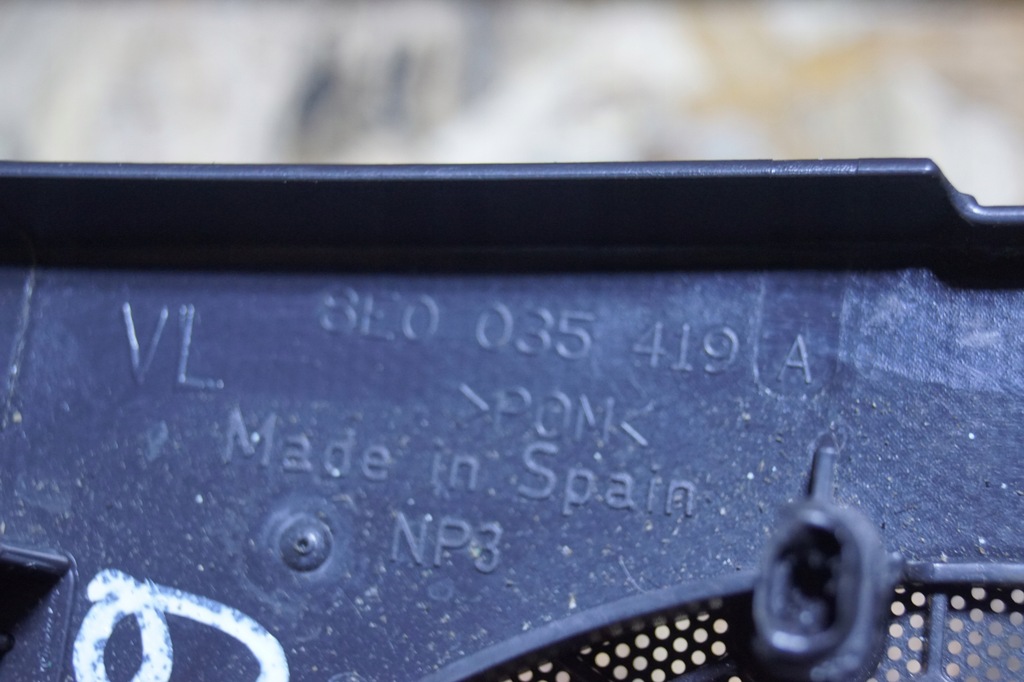 VL 8E0 035 419 A
>POM<
Made in Spain
NP3